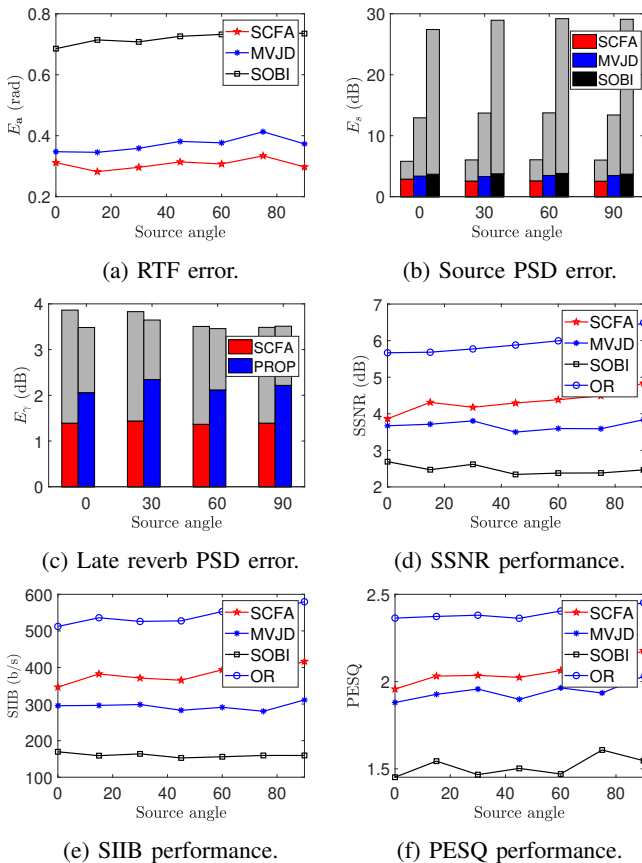 0.8
0.6
0.4
0.2
E_a (rad)
SCFA
MVJD
SOBI
0 20 40 60 80
Source angle
(a) RTF error.
30
20
10
0
E_s (dB)
SCFA
MVJD
SOBI
0 30 60 90
Source angle
(b) Source PSD error.
4
3
2
1
0
E_γ (dB)
SCFA
PROP
0 30 60 90
Source angle
(c) Late reverb PSD error.
7
6
5
4
3
2
SSNR (dB)
SCFA
MVJD
SOBI
OR
0 20 40 60 80
Source angle
(d) SSNR performance.
600
500
400
300
200
100
SIIB (b/s)
SCFA
MVJD
SOBI
OR
0 20 40 60 80
Source angle
(e) SIIB performance.
2.5
2
1.5
PESQ
SCFA
MVJD
SOBI
OR
0 20 40 60 80
Source angle
(f) PESQ performance.